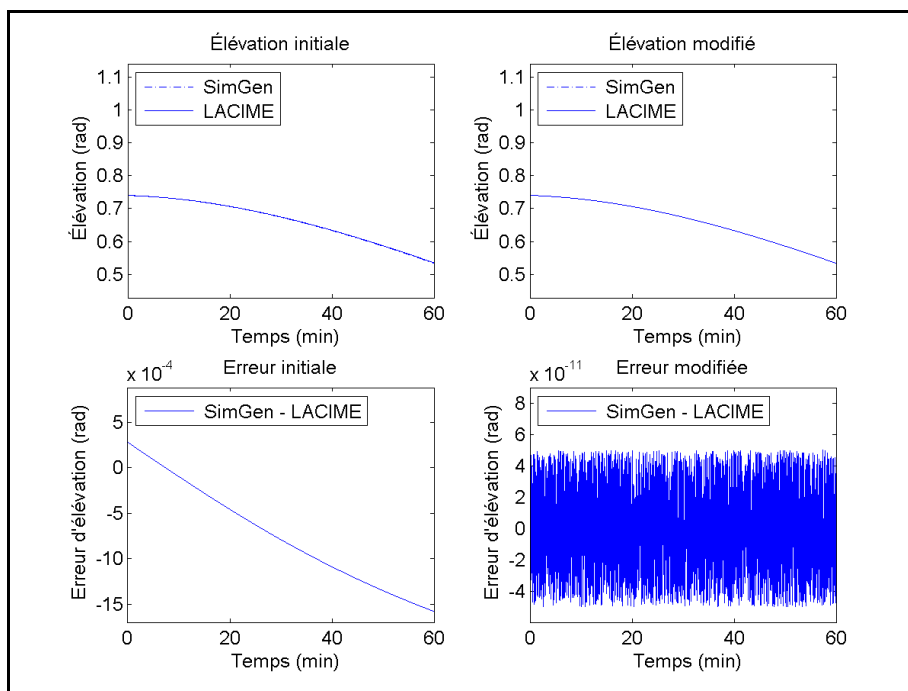 Élévation initiale
1.1
1
0.9
0.8
0.7
0.6
0.5
SimGen
LACIME
Élévation (rad)
0
20
40
60
Temps (min)
Élévation modifié
1.1
1
0.9
0.8
0.7
0.6
0.5
SimGen
LACIME
Élévation (rad)
0
20
40
60
Temps (min)
x 10⁻⁴
Erreur initiale
5
0
-5
-10
-15
SimGen - LACIME
Erreur d'élévation (rad)
0
20
40
60
Temps (min)
x 10⁻¹¹
Erreur modifiée
8
6
4
2
0
-2
-4
SimGen - LACIME
Erreur d'élévation (rad)
0
20
40
60
Temps (min)